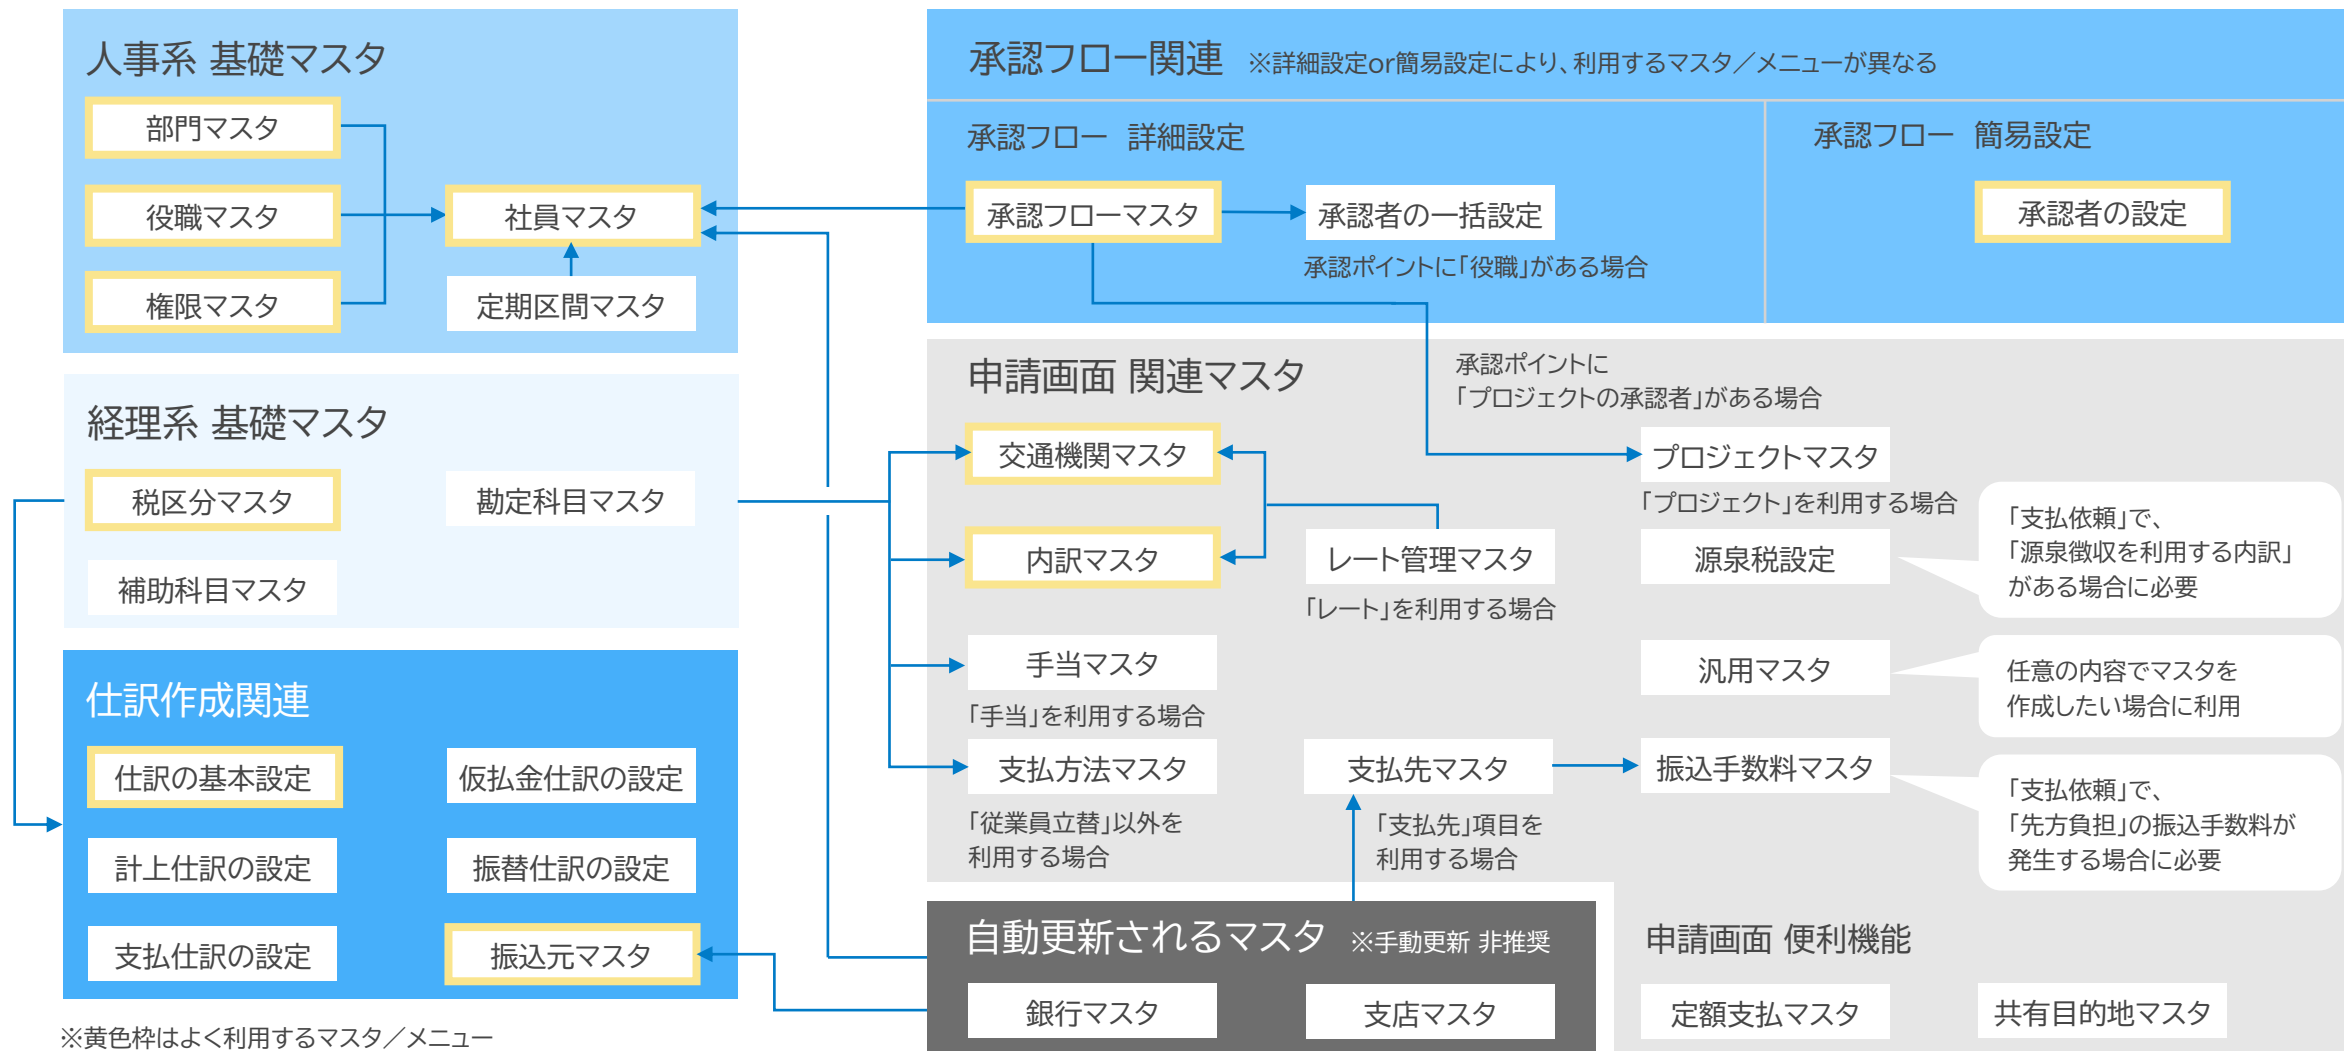 人事系 基礎マスタ
部門マスタ
役職マスタ
社員マスタ
権限マスタ
定期区間マスタ
経理系 基礎マスタ
税区分マスタ
勘定科目マスタ
補助科目マスタ
仕訳作成関連
仕訳の基本設定
仮払金仕訳の設定
計上仕訳の設定
振替仕訳の設定
支払仕訳の設定
振込元マスタ
※黄色枠はよく利用するマスタ／メニュー
承認フロー関連 ※詳細設定or簡易設定により、利用するマスタ／メニューが異なる
承認フロー 詳細設定
承認フローマスタ
承認者の一括設定
承認ポイントに「役職」がある場合
承認フロー 簡易設定
承認者の設定
申請画面 関連マスタ
承認ポイントに
「プロジェクトの承認者」がある場合
交通機関マスタ
プロジェクトマスタ
「プロジェクト」を利用する場合
内訳マスタ
レート管理マスタ
「レート」を利用する場合
源泉税設定
「支払依頼」で、
「源泉徴収を利用する内訳」
がある場合に必要
手当マスタ
「手当」を利用する場合
汎用マスタ
任意の内容でマスタを
作成したい場合に利用
支払方法マスタ
「従業員立替」以外を
利用する場合
支払先マスタ
「支払先」項目を
利用する場合
振込手数料マスタ
「支払依頼」で、
「先方負担」の振込手数料が
発生する場合に必要
自動更新されるマスタ ※手動更新 非推奨
銀行マスタ
支店マスタ
申請画面 便利機能
定額支払マスタ
共有目的地マスタ